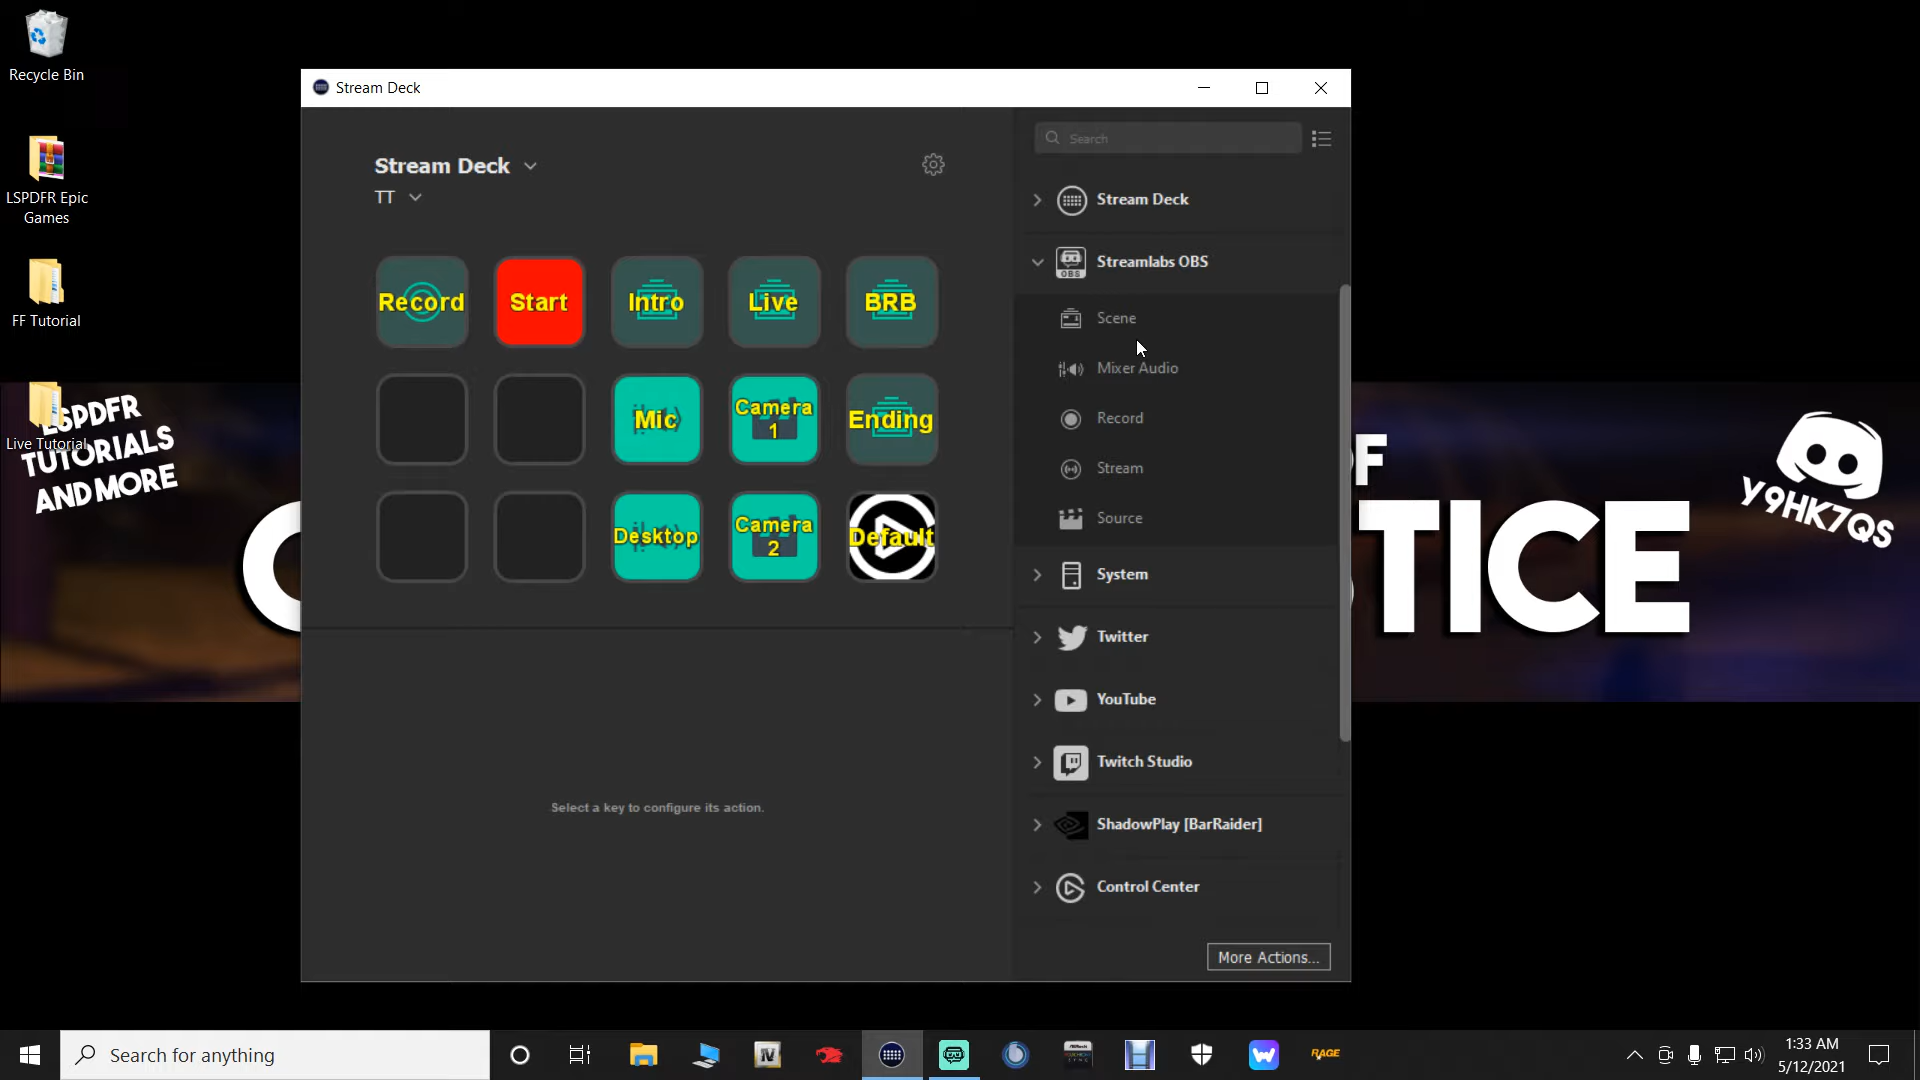 Recycle Bin
LSPDFR Epic
Games
FF Tutorial
Live Tutorial
LSPDFR
TUTORIALS
AND MORE
Stream Deck
Stream Deck
TT
Record
Start
Intro
Live
BRB
Mic
Camera
1
Ending
Desktop
Camera
2
Default
Select a key to configure its action.
Search
Stream Deck
Streamlabs OBS
OBS
Scene
Mixer Audio
Record
Stream
Source
System
Twitter
YouTube
Twitch Studio
ShadowPlay [BarRaider]
Control Center
More Actions...
F
TICE
Y9HK7QS
Search for anything
IV
RAGE
1:33 AM
5/12/2021